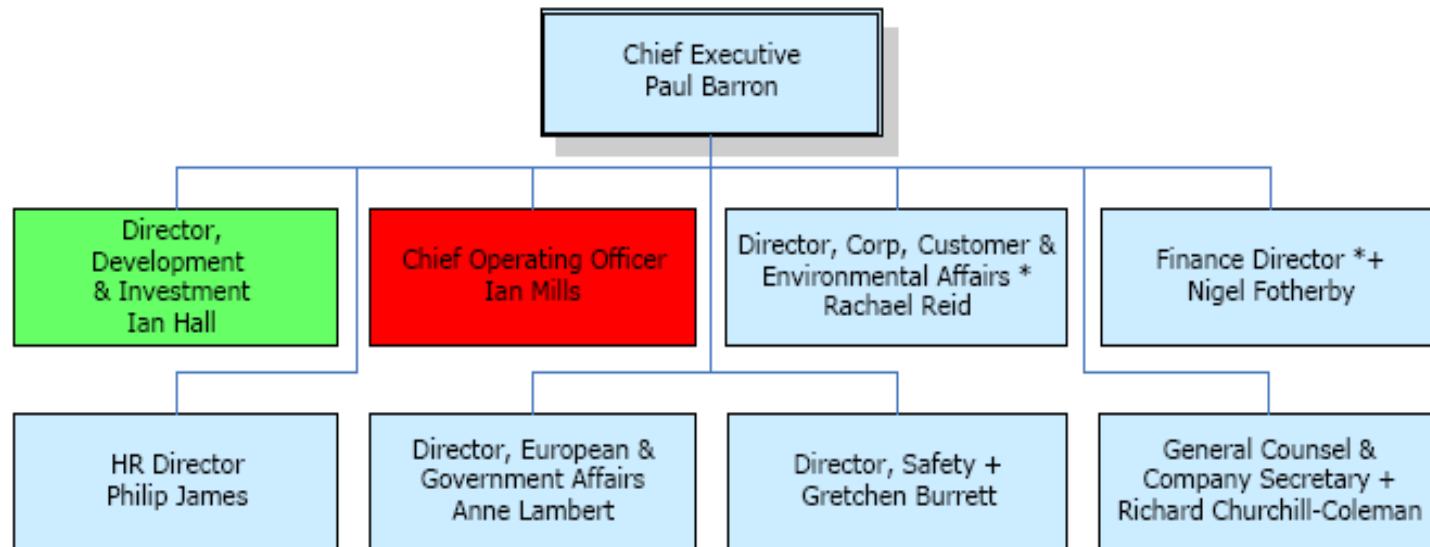 Chief Executive
Paul Barron
Director,
Development
& Investment
Ian Hall
Chief Operating Officer
Ian Mills
Director, Corp, Customer &
Environmental Affairs *
Rachael Reid
Finance Director *+
Nigel Fotherby
HR Director
Philip James
Director, European &
Government Affairs
Anne Lambert
Director, Safety +
Gretchen Burrett
General Counsel &
Company Secretary +
Richard Churchill-Coleman